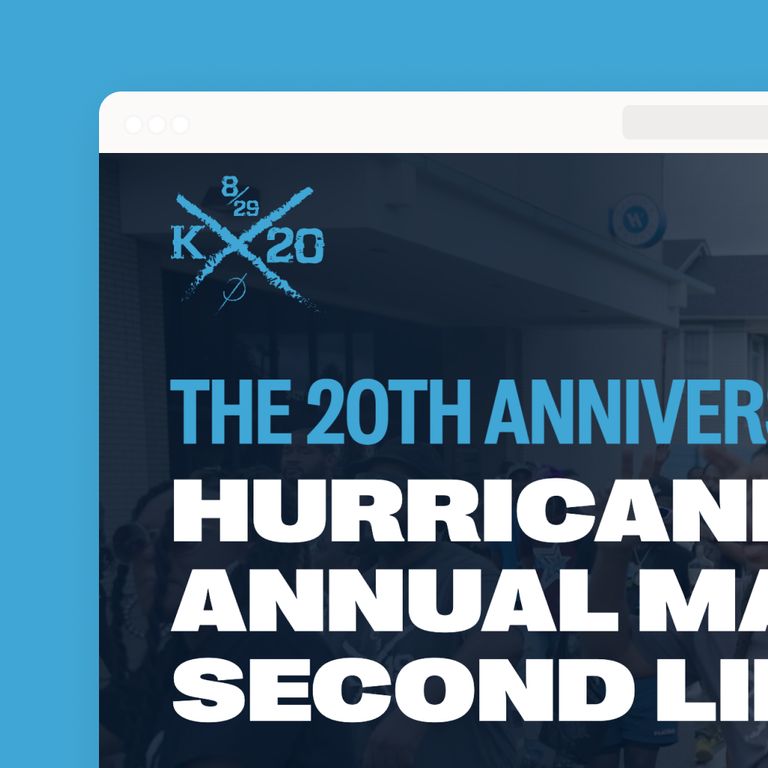 8/29
K 20
THE 20TH ANNIVERS
HURRICAN
ANNUAL MA
SECOND LI